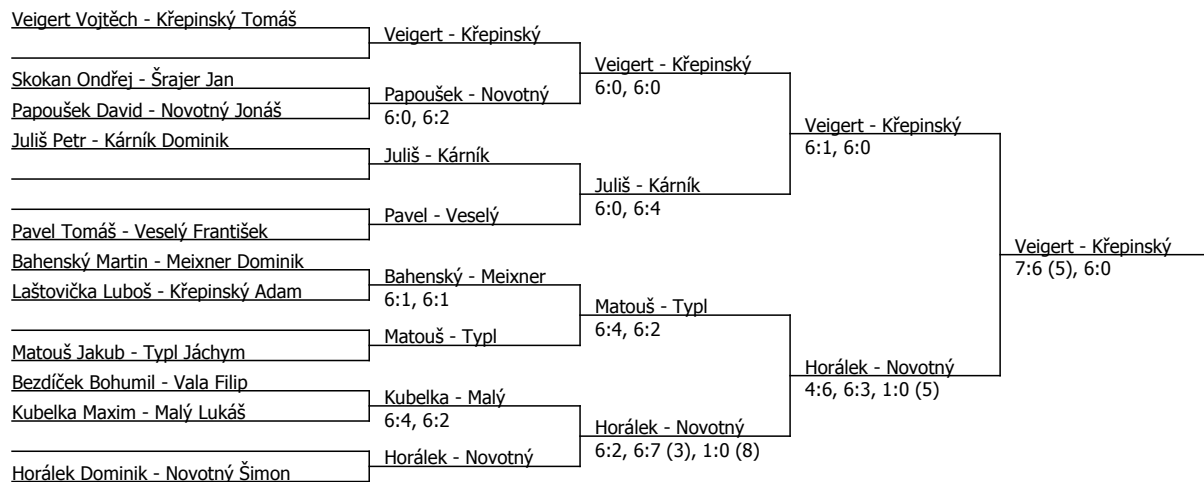 Veigert Vojtěch - Křepinský Tomáš
Skokan Ondřej - Šrajer Jan
Papoušek David - Novotný Jonáš
Juliš Petr - Kárník Dominik
Pavel Tomáš - Veselý František
Bahenský Martin - Meixner Dominik
Laštovička Luboš - Křepinský Adam
Matouš Jakub - Typl Jáchym
Bezdíček Bohumil - Vala Filip
Kubelka Maxim - Malý Lukáš
Horálek Dominik - Novotný Šimon
Veigert - Křepinský
Papoušek - Novotný
6:0, 6:2
Juliš - Kárník
Pavel - Veselý
Bahenský - Meixner
6:1, 6:1
Matouš - Typl
Kubelka - Malý
6:4, 6:2
Horálek - Novotný
Veigert - Křepinský
6:0, 6:0
Juliš - Kárník
6:0, 6:4
Matouš - Typl
6:4, 6:2
Horálek - Novotný
6:2, 6:7 (3), 1:0 (8)
Veigert - Křepinský
6:1, 6:0
Horálek - Novotný
4:6, 6:3, 1:0 (5)
Veigert - Křepinský
7:6 (5), 6:0